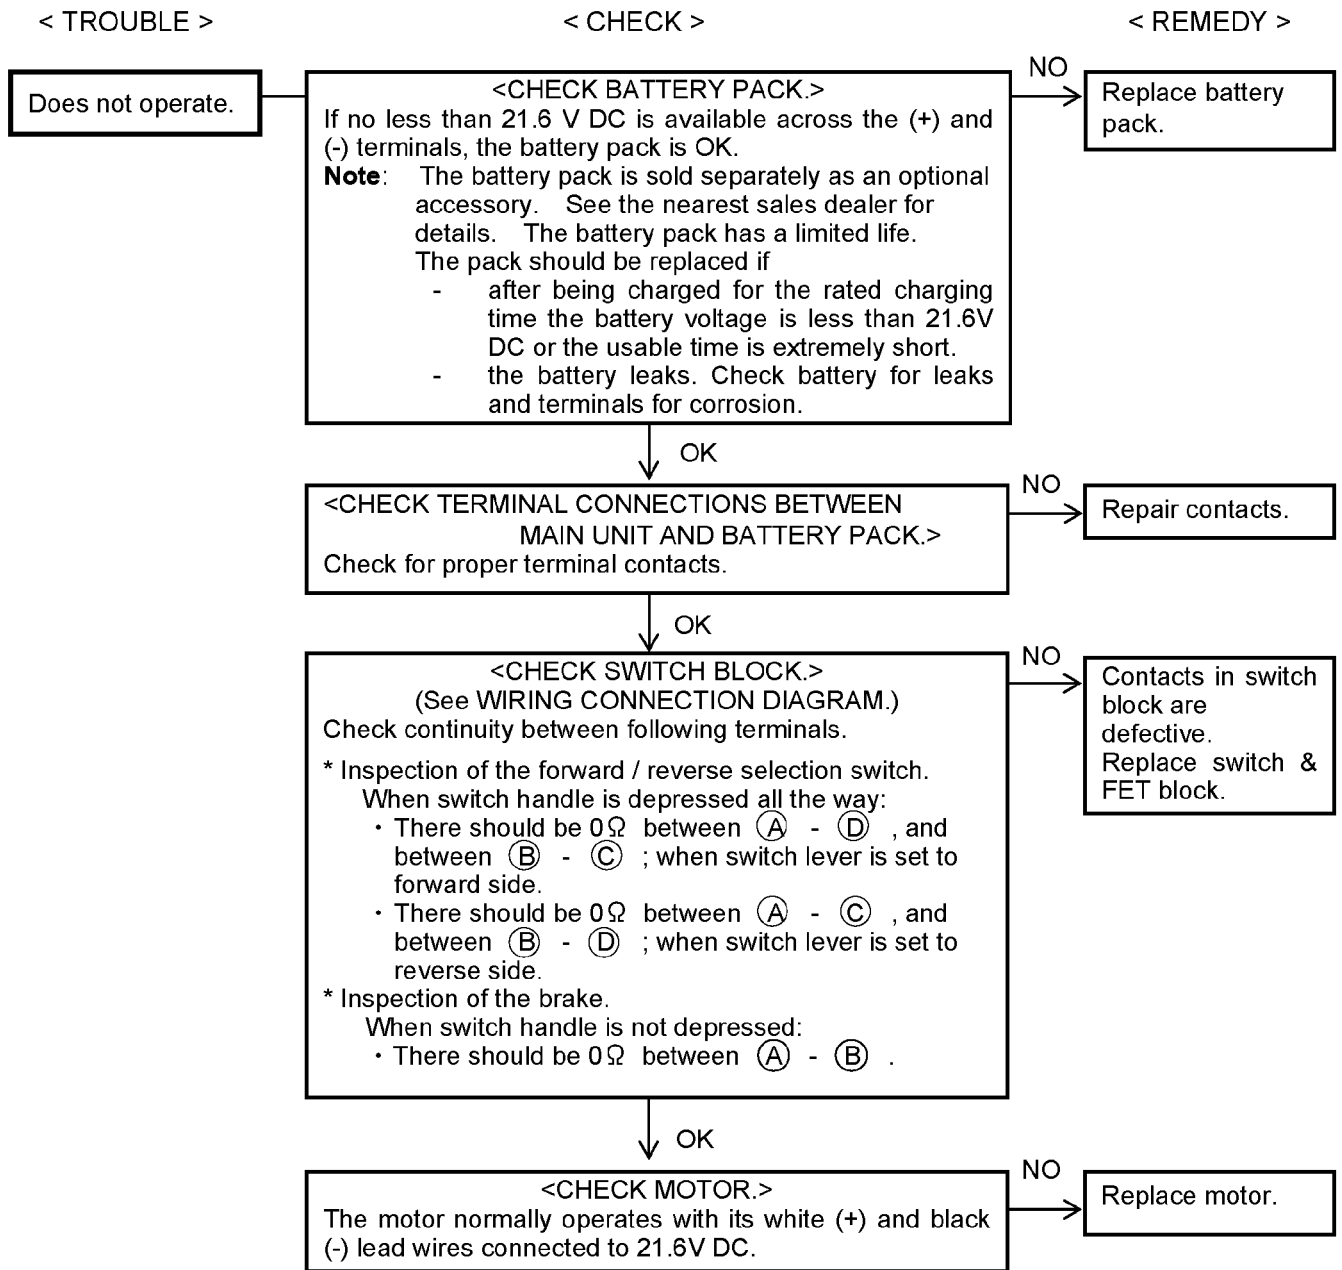 < TROUBLE >
< CHECK >
< REMEDY >
Does not operate.
<CHECK BATTERY PACK.>
If no less than 21.6 V DC is available across the (+) and
(-) terminals, the battery pack is OK.
Note: The battery pack is sold separately as an optional
accessory. See the nearest sales dealer for
details. The battery pack has a limited life.
The pack should be replaced if
- after being charged for the rated charging
time the battery voltage is less than 21.6V
DC or the usable time is extremely short.
- the battery leaks. Check battery for leaks
and terminals for corrosion.
NO
Replace battery
pack.
OK
<CHECK TERMINAL CONNECTIONS BETWEEN
MAIN UNIT AND BATTERY PACK.>
Check for proper terminal contacts.
NO
Repair contacts.
OK
<CHECK SWITCH BLOCK.>
(See WIRING CONNECTION DIAGRAM.)
Check continuity between following terminals.
* Inspection of the forward / reverse selection switch.
When switch handle is depressed all the way:
・There should be 0Ω between Ⓐ - Ⓓ , and
between Ⓑ - Ⓒ ; when switch lever is set to
forward side.
・There should be 0Ω between Ⓐ - Ⓒ , and
between Ⓑ - Ⓓ ; when switch lever is set to
reverse side.
* Inspection of the brake.
When switch handle is not depressed:
・There should be 0Ω between Ⓐ - Ⓑ .
NO
Contacts in switch
block are
defective.
Replace switch &
FET block.
OK
<CHECK MOTOR.>
The motor normally operates with its white (+) and black
(-) lead wires connected to 21.6V DC.
NO
Replace motor.